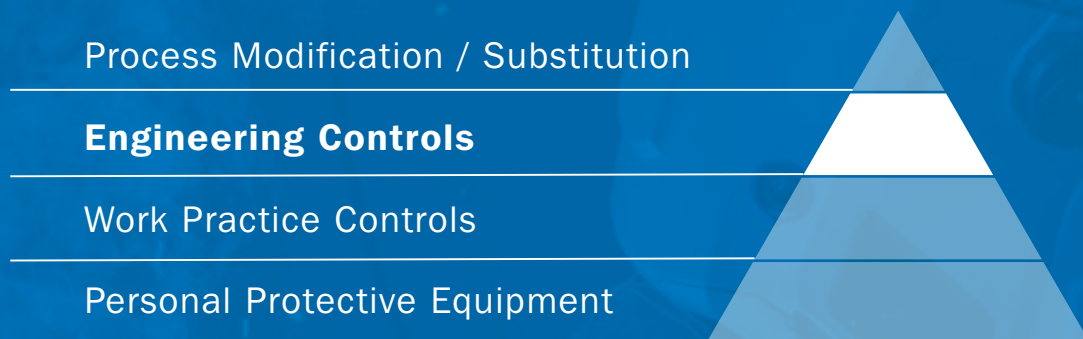 Process Modification / Substitution
Engineering Controls
Work Practice Controls
Personal Protective Equipment